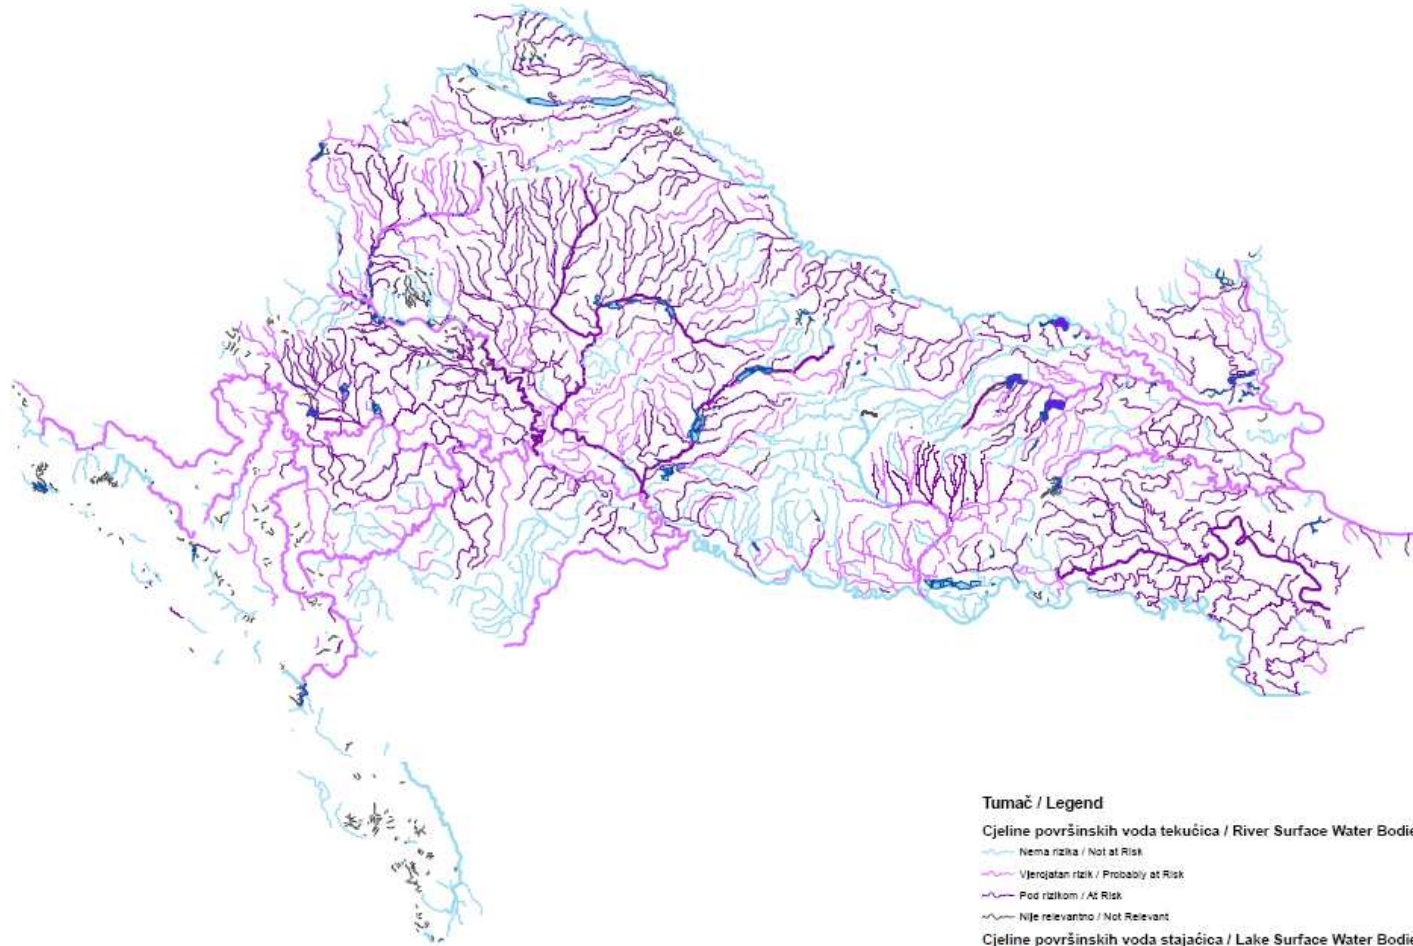 Tumač / Legend
Cjeline površinskih voda tekućica / River Surface Water Bodie
Nema rizika / Not at Risk
Vjerojatan rizik / Probably at Risk
Pod rizikom / At Risk
Nije relevantno / Not Relevant
Cjeline površinskih voda stajaćica / Lake Surface Water Bodie